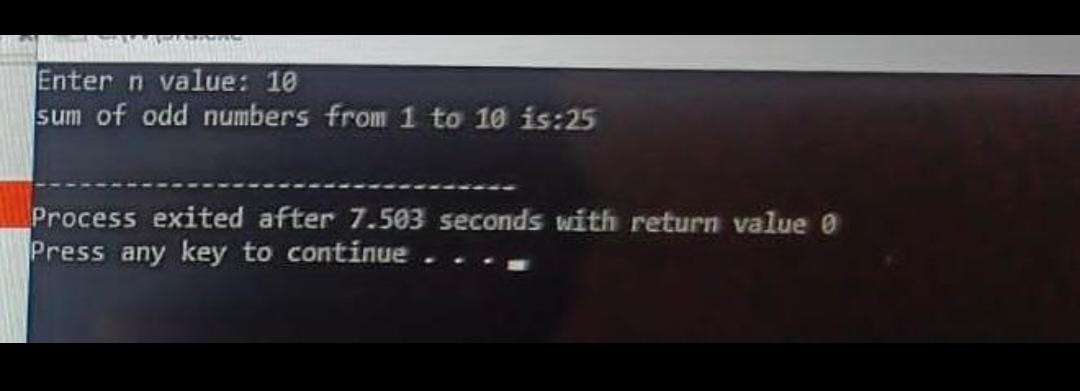 Enter n value: 10
sum of odd numbers from 1 to 10 is:25
--------------------------------
Process exited after 7.503 seconds with return value 0
Press any key to continue . . .